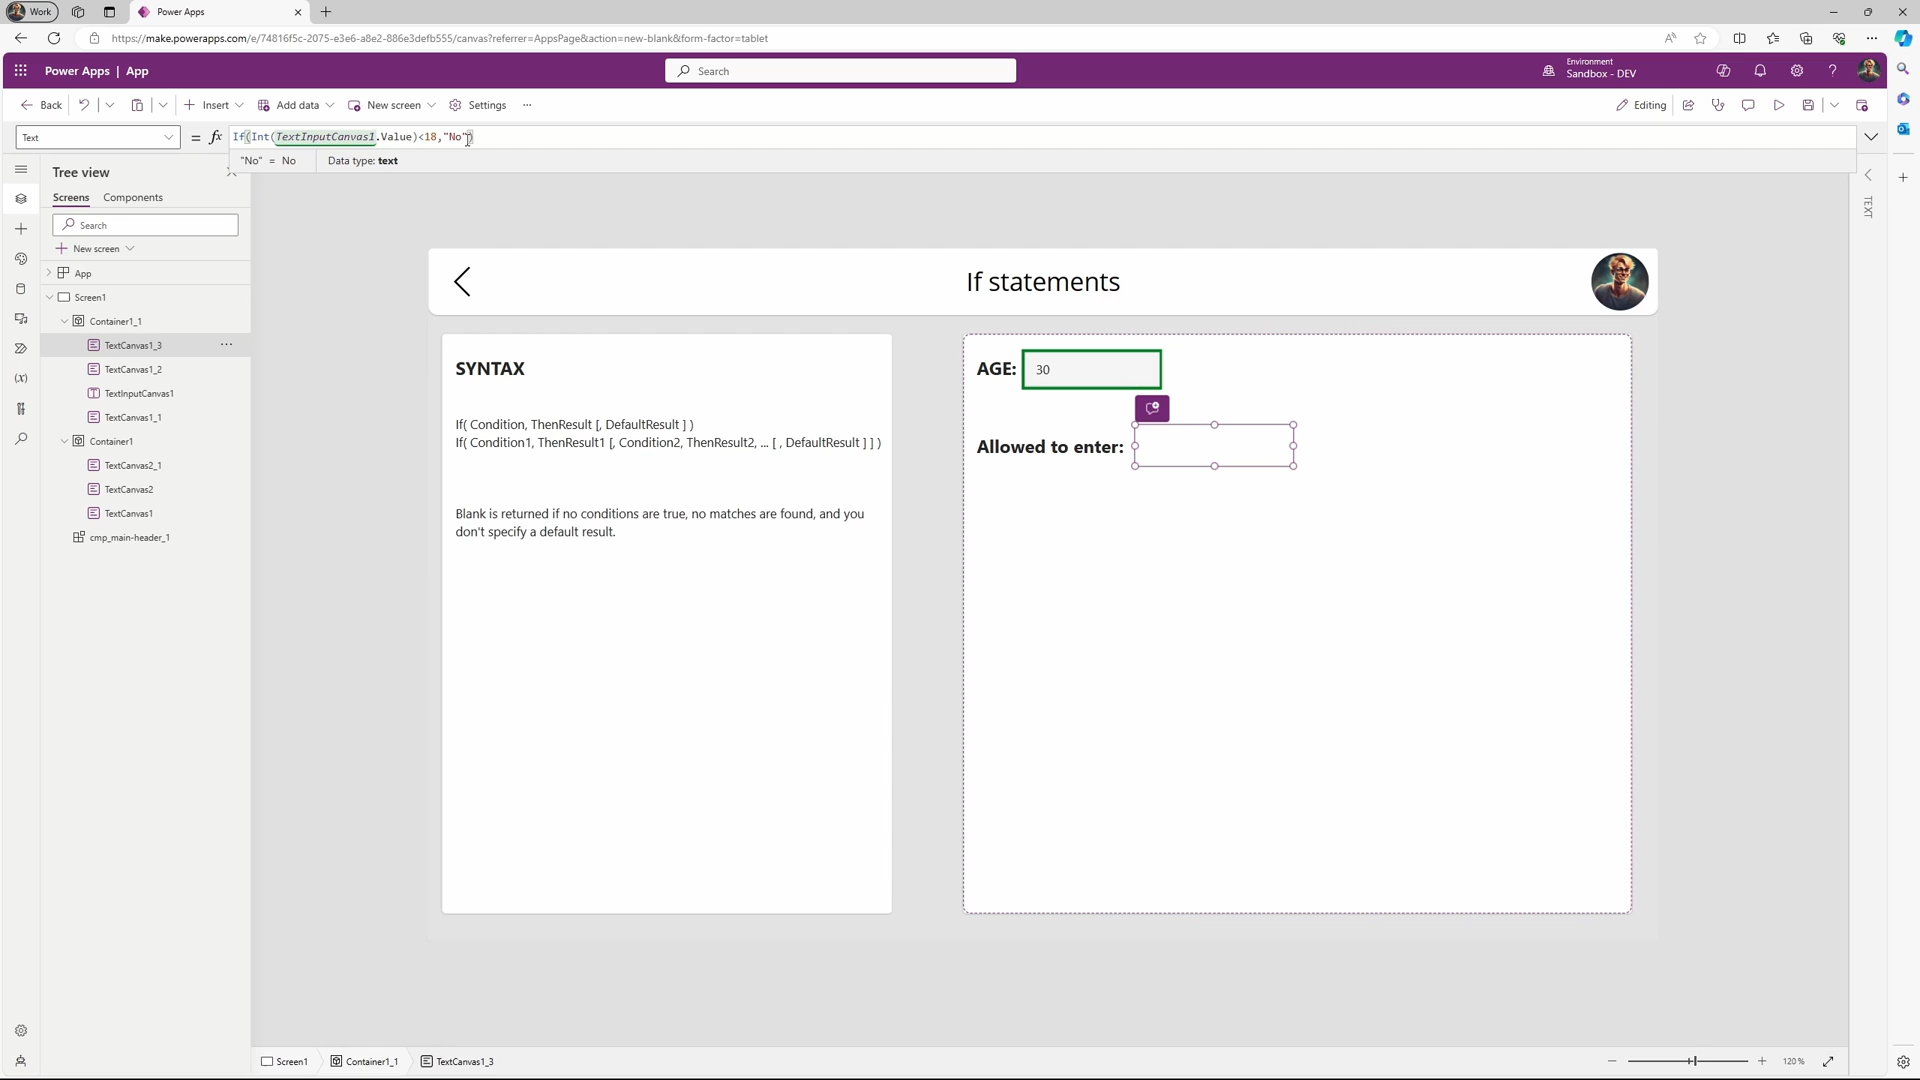 Work
Power Apps
https://make.powerapps.com/e/74816f5c-2075-e3e6-a8e2-886e3defb555/canvas?referrer=AppsPage&action=new-blank&form-factor=tablet
Power Apps | App
Search
Environment
Sandbox - DEV
Back
Insert
Add data
New screen
Settings
Editing
Text
= fx If(Int(TextInputCanvas1.Value)<18,"No")
"No" = No
Data type: text
Tree view
Screens
Components
Search
New screen
App
Screen1
Container1_1
TextCanvas1_3
TextCanvas1_2
TextInputCanvas1
TextCanvas1_1
Container1
TextCanvas2_1
TextCanvas2
TextCanvas1
cmp_main-header_1
If statements
SYNTAX
If( Condition, ThenResult [, DefaultResult ] )
If( Condition1, ThenResult1 [, Condition2, ThenResult2, ... [ , DefaultResult ] ] )
Blank is returned if no conditions are true, no matches are found, and you
don't specify a default result.
AGE: 30
Allowed to enter:
TEXT
Screen1
Container1_1
TextCanvas1_3
120 %